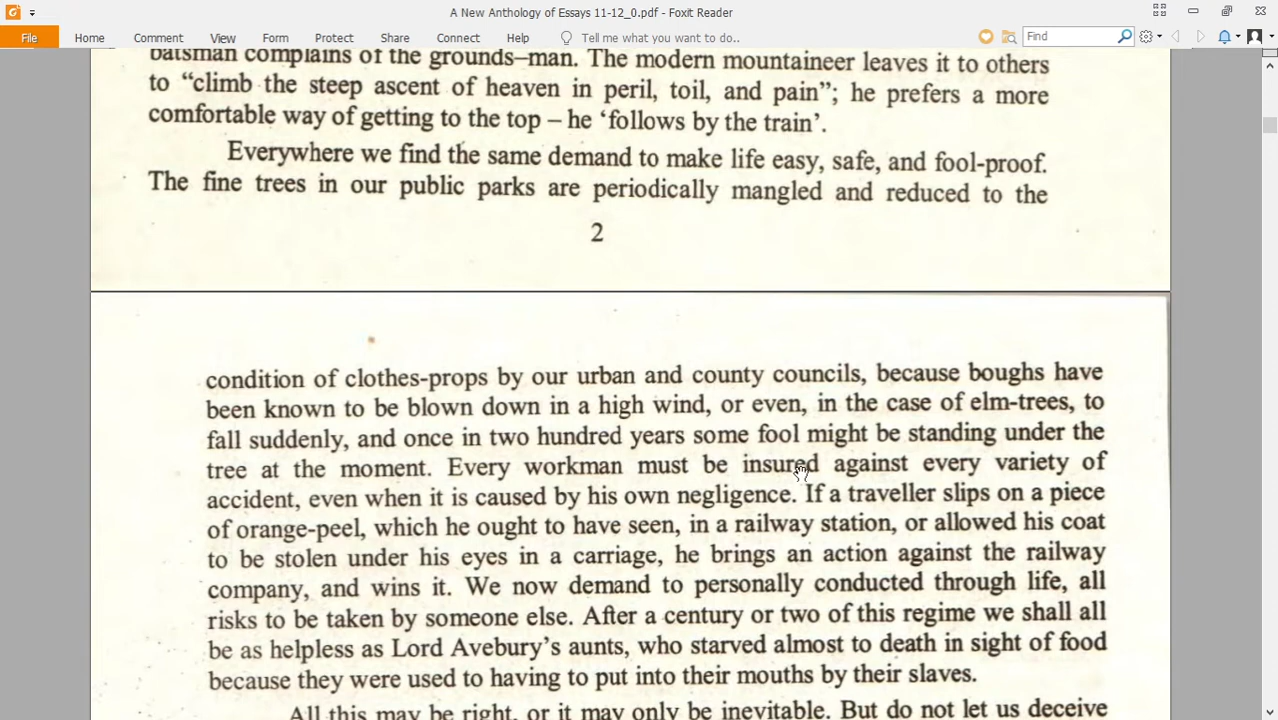 A New Anthology of Essays 11-12_0.pdf - Foxit Reader
File Home Comment View Form Protect Share Connect Help Tell me what you want to do.. Find
batsman complains of the grounds–man. The modern mountaineer leaves it to others
to “climb the steep ascent of heaven in peril, toil, and pain”; he prefers a more
comfortable way of getting to the top – he ‘follows by the train’.
Everywhere we find the same demand to make life easy, safe, and fool-proof.
The fine trees in our public parks are periodically mangled and reduced to the
2
condition of clothes-props by our urban and county councils, because boughs have
been known to be blown down in a high wind, or even, in the case of elm-trees, to
fall suddenly, and once in two hundred years some fool might be standing under the
tree at the moment. Every workman must be insured against every variety of
accident, even when it is caused by his own negligence. If a traveller slips on a piece
of orange-peel, which he ought to have seen, in a railway station, or allowed his coat
to be stolen under his eyes in a carriage, he brings an action against the railway
company, and wins it. We now demand to personally conducted through life, all
risks to be taken by someone else. After a century or two of this regime we shall all
be as helpless as Lord Avebury’s aunts, who starved almost to death in sight of food
because they were used to having to put into their mouths by their slaves.
All this may be right, or it may only be inevitable. But do not let us deceive